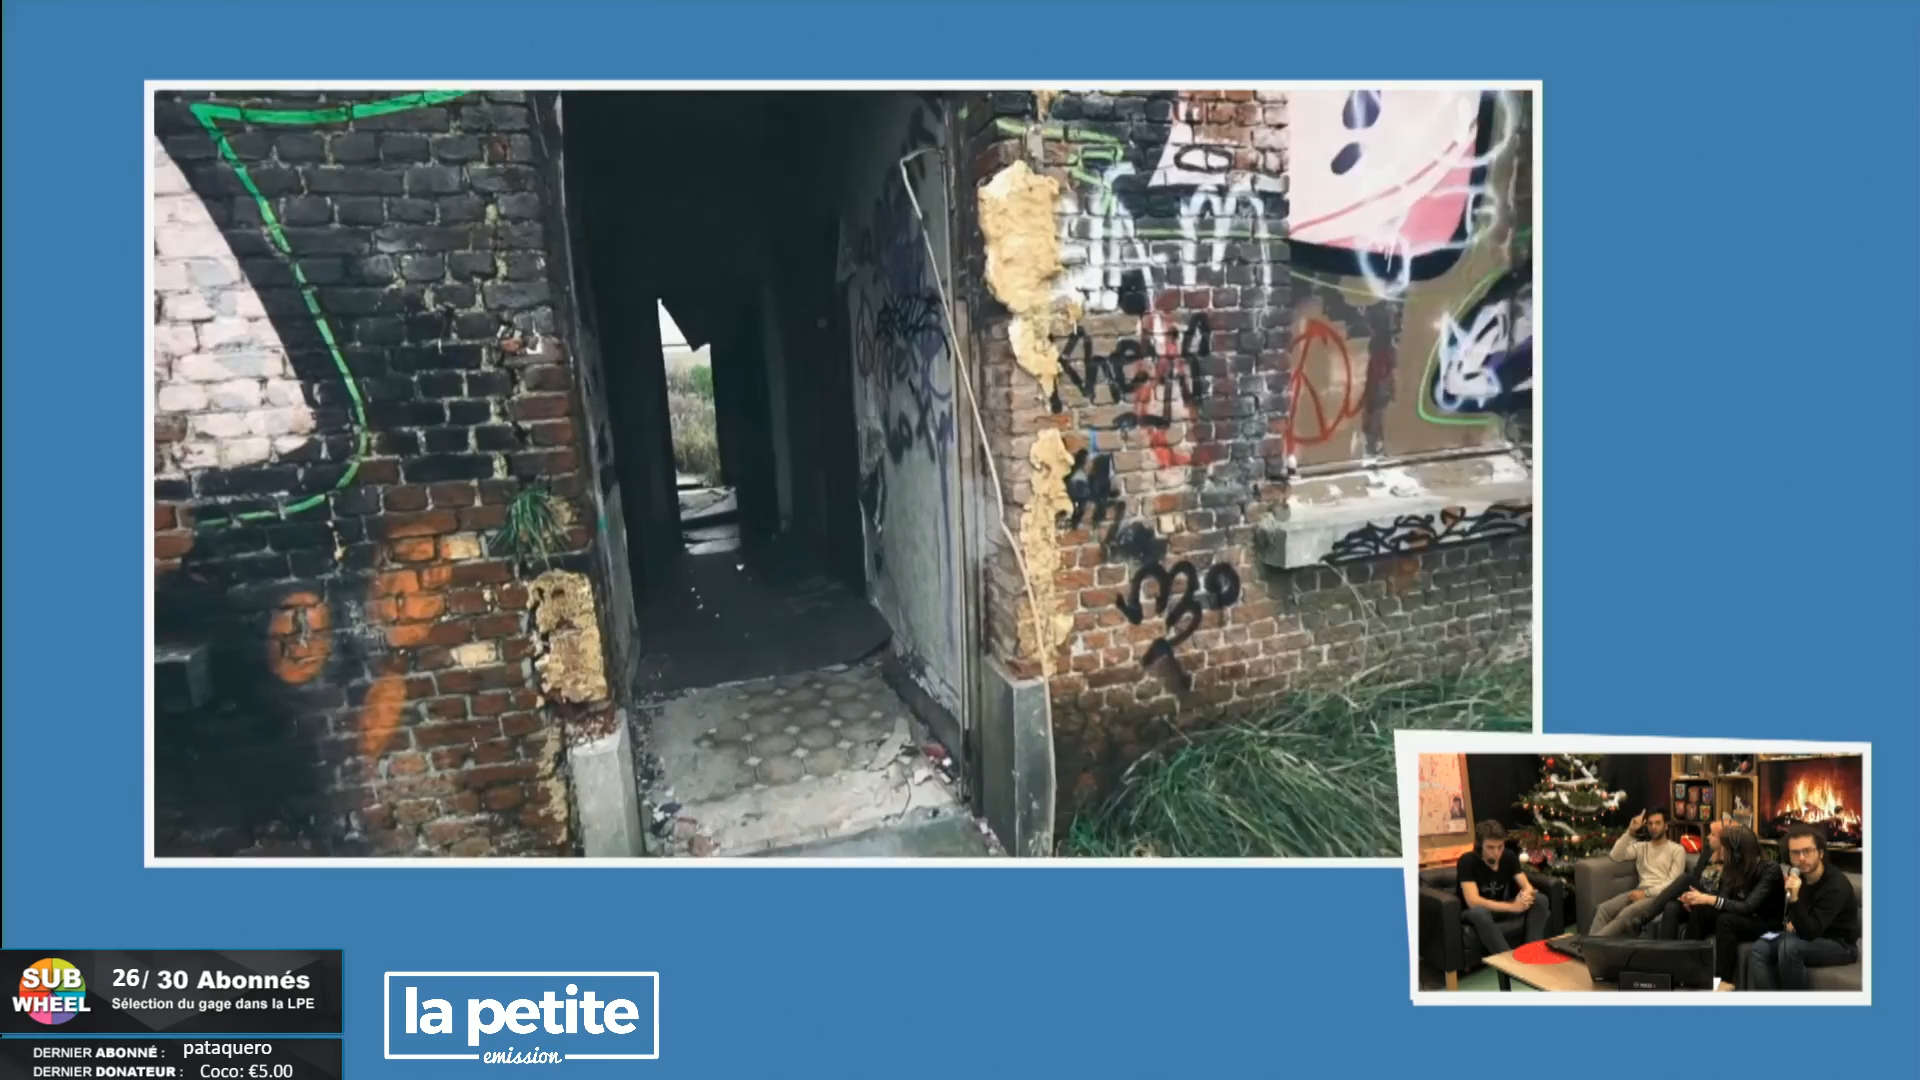 SUB
WHEEL
26/ 30 Abonnés
Sélection du gage dans la LPE
DERNIER ABONNÉ : pataquero
DERNIER DONATEUR : Coco: €5.00
la petite
emission